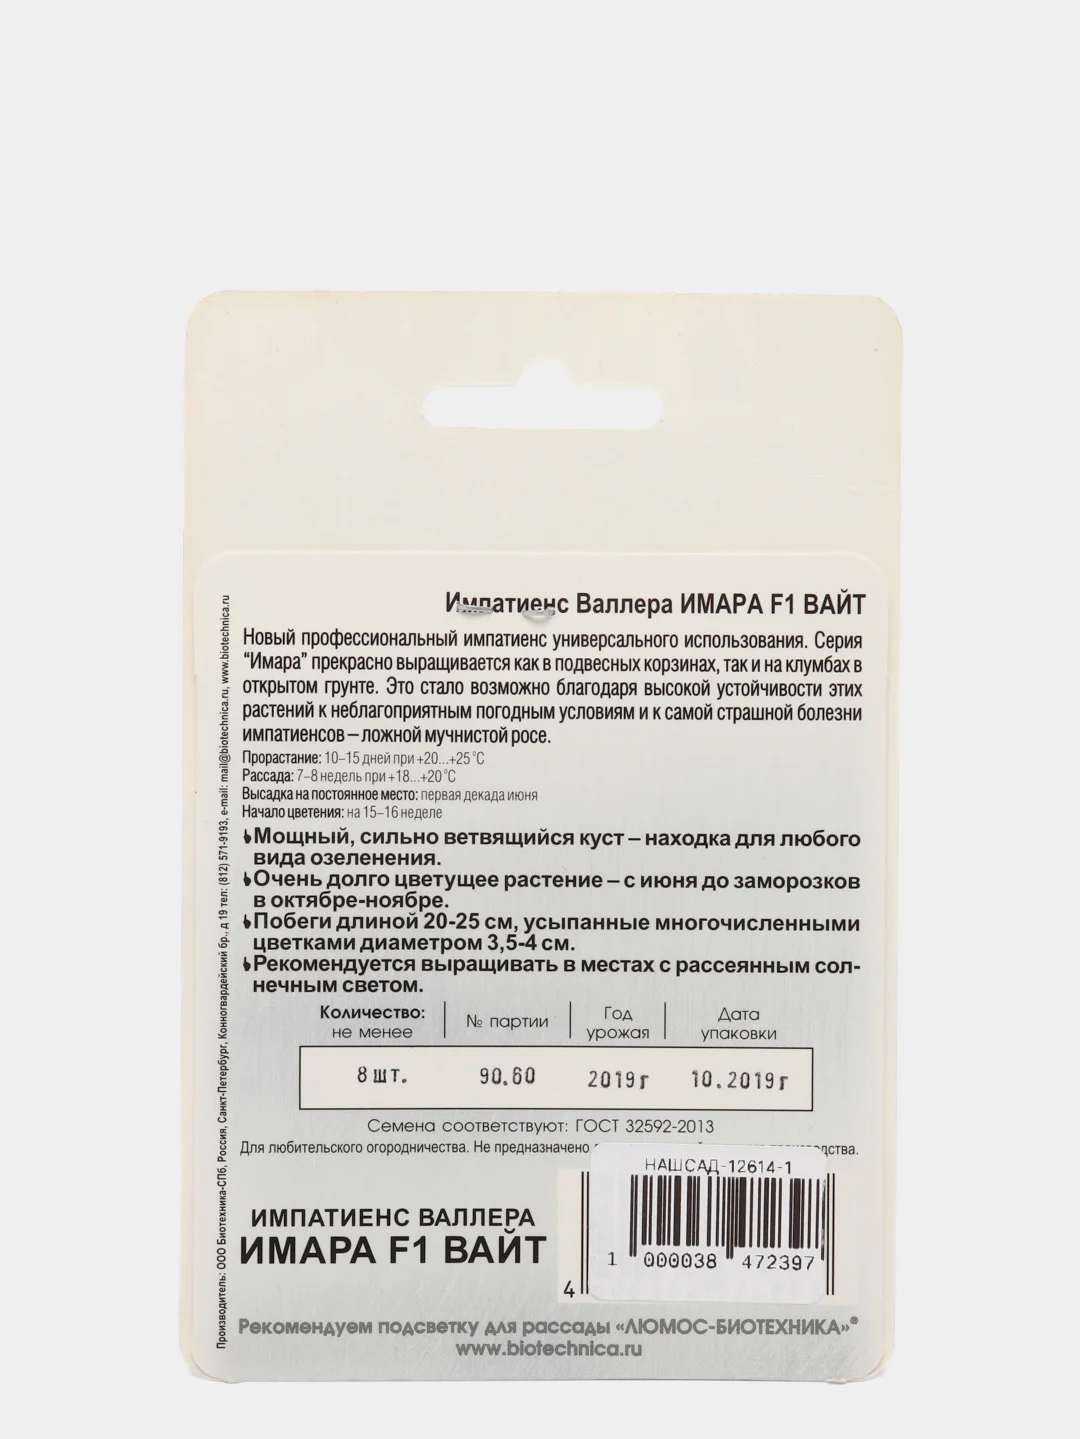 Импатиенс Валлера ИМАРА F1 ВАЙТ
Новый профессиональный импатиенс универсального использования. Серия
“Имара” прекрасно выращивается как в подвесных корзинах, так и на клумбах в
открытом грунте. Это стало возможно благодаря высокой устойчивости этих
растений к неблагоприятным погодным условиям и к самой страшной болезни
импатиенсов – ложной мучнистой росе.
Прорастание: 10–15 дней при +20...+25 °C
Рассада: 7–8 недель при +18...+20 °C
Высадка на постоянное место: первая декада июня
Начало цветения: на 15–16 неделе
Мощный, сильно ветвящийся куст – находка для любого
вида озеленения.
Очень долго цветущее растение – с июня до заморозков
в октябре-ноябре.
Побеги длиной 20-25 см, усыпанные многочисленными
цветками диаметром 3,5-4 см.
Рекомендуется выращивать в местах с рассеянным сол-
нечным светом.
Количество: не менее № партии Год урожая Дата упаковки
8 шт. 90.60 2019г 10.2019г
Семена соответствуют: ГОСТ 32592-2013
Для любительского огородничества. Не предназначено
НАШСАД-12614-1
1 000038 472397
4
ИМПАТИЕНС ВАЛЛЕРА
ИМАРА F1 ВАЙТ
Рекомендуем подсветку для рассады «ЛЮМОС-БИОТЕХНИКА»®
www.biotechnica.ru
Производитель: ООО Биотехника-СПб, Россия, Санкт-Петербург, Конногвардейский бр., д 19 тел: (812) 571-9193, e-mail: mail@biotechnica.ru, www.biotechnica.ru